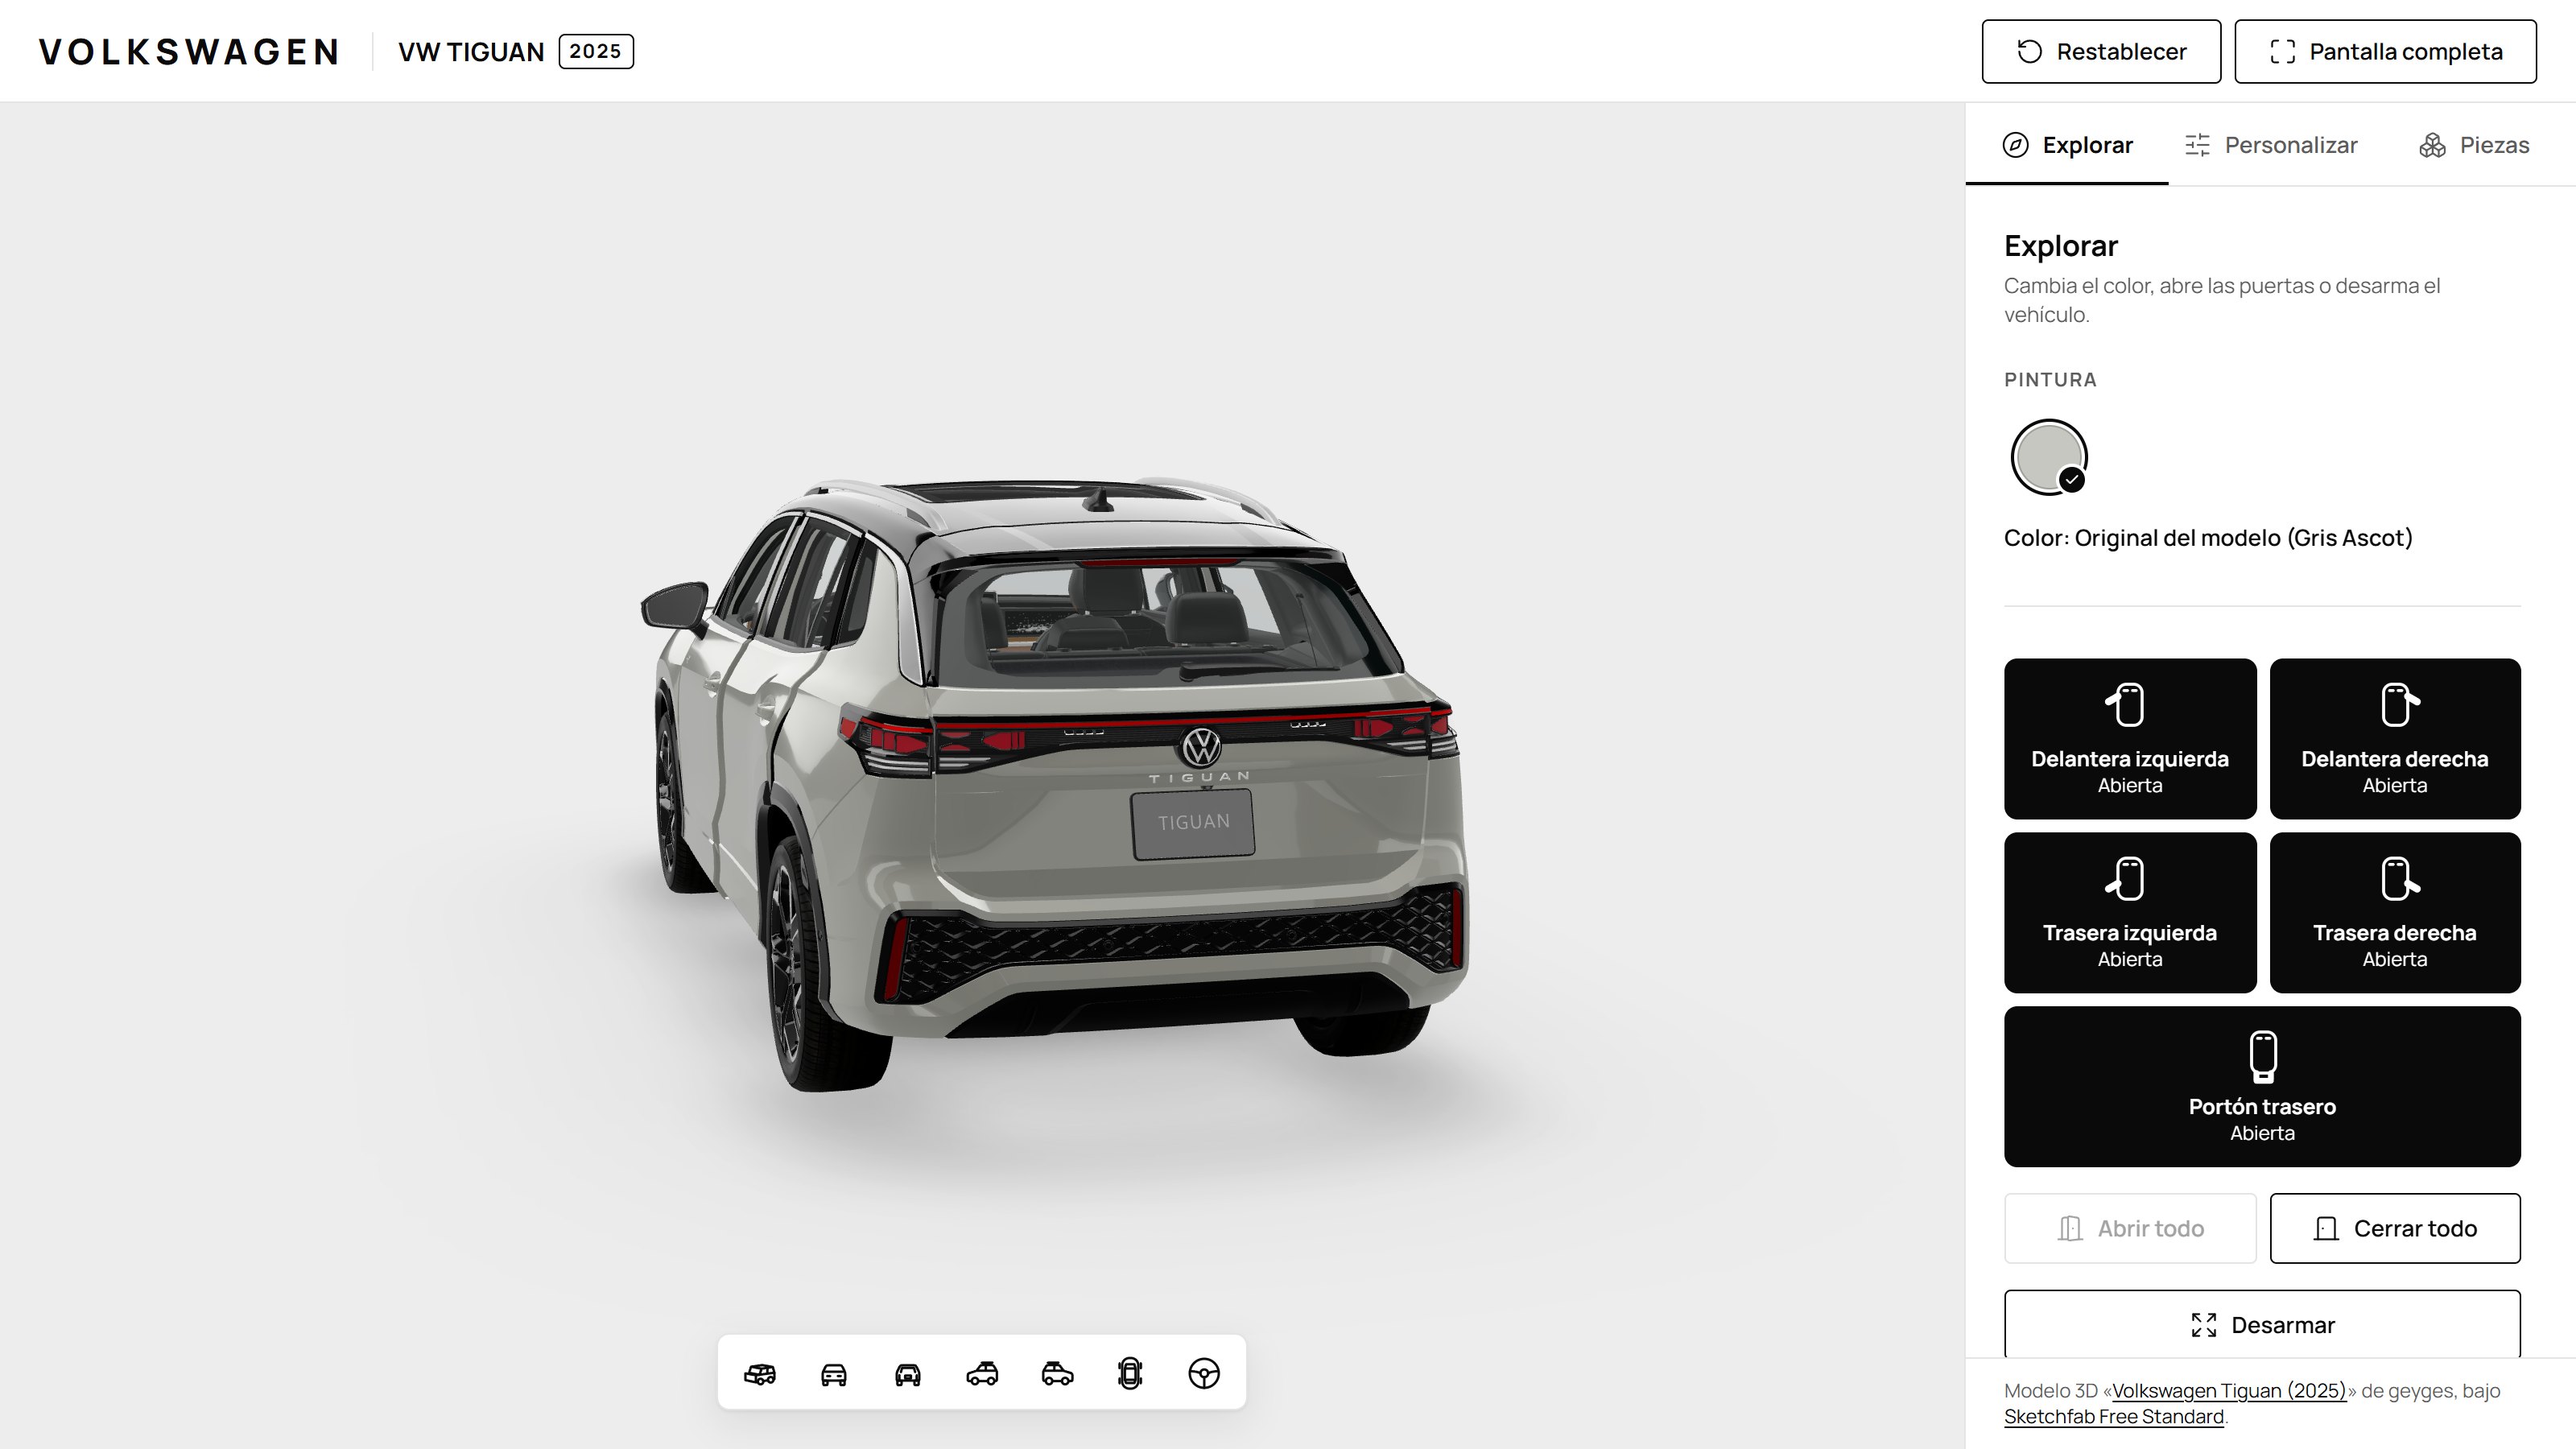 VOLKSWAGEN
VW TIGUAN
2025
Restablecer
Pantalla completa
Explorar
Personalizar
Piezas
Explorar
Cambia el color, abre las puertas o desarma el
vehículo.
PINTURA
Color: Original del modelo (Gris Ascot)
TIGUAN
TIGUAN
Delantera izquierda
Abierta
Delantera derecha
Abierta
Trasera izquierda
Abierta
Trasera derecha
Abierta
Portón trasero
Abierta
Abrir todo
Cerrar todo
Desarmar
Modelo 3D «Volkswagen Tiguan (2025)» de geyges, bajo
Sketchfab Free Standard.